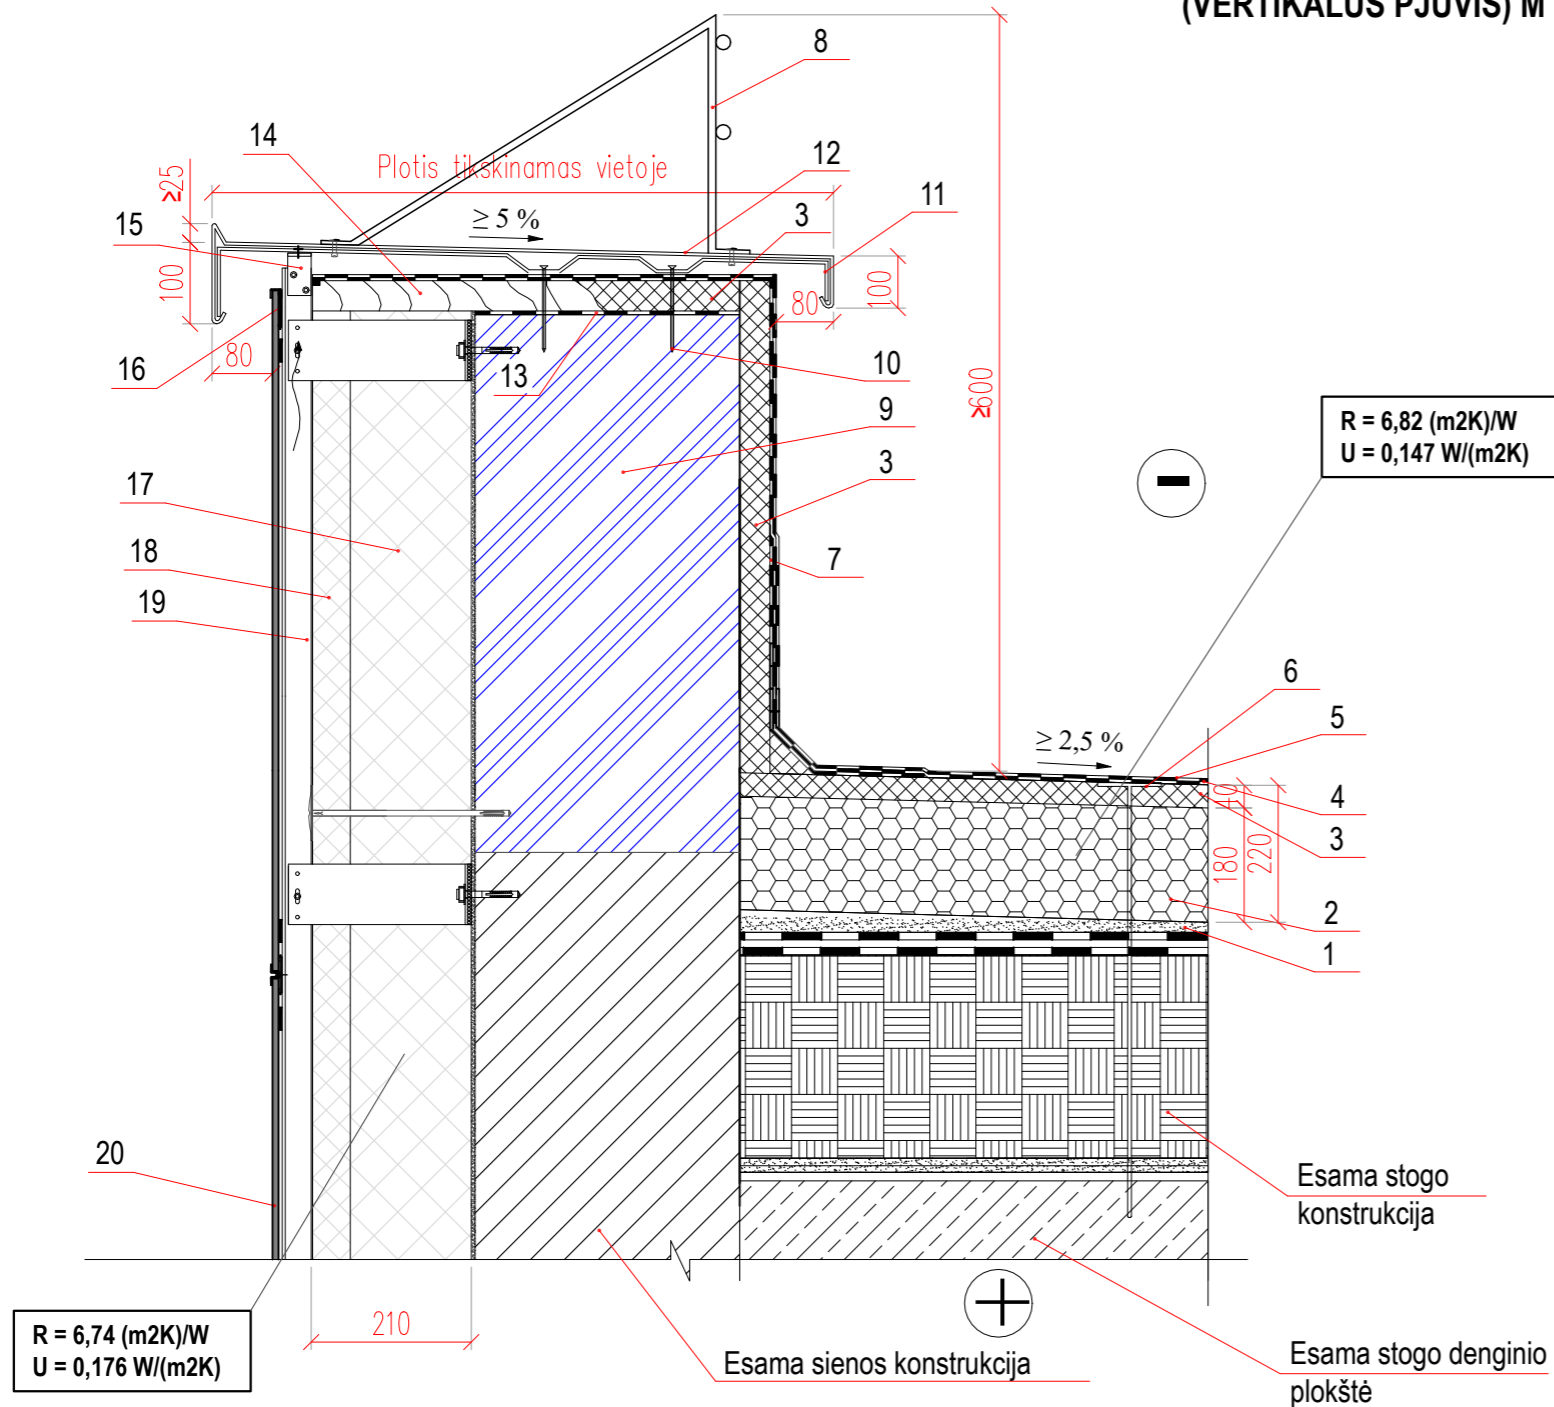 (VERTIKALUS PJŪVIS) M
8
14
Plotis tikskinamas vietoje
12
≥25
11
15
≥ 5 %
3
100
100
80
80
16
13
10
≥600
9
R = 6,82 (m2K)/W
U = 0,147 W/(m2K)
3
17
18
7
19
6
5
≥ 2,5 %
4
40
3
180
220
2
1
20
Esama stogo
konstrukcija
R = 6,74 (m2K)/W
U = 0,176 W/(m2K)
210
Esama sienos konstrukcija
Esama stogo denginio
plokštė